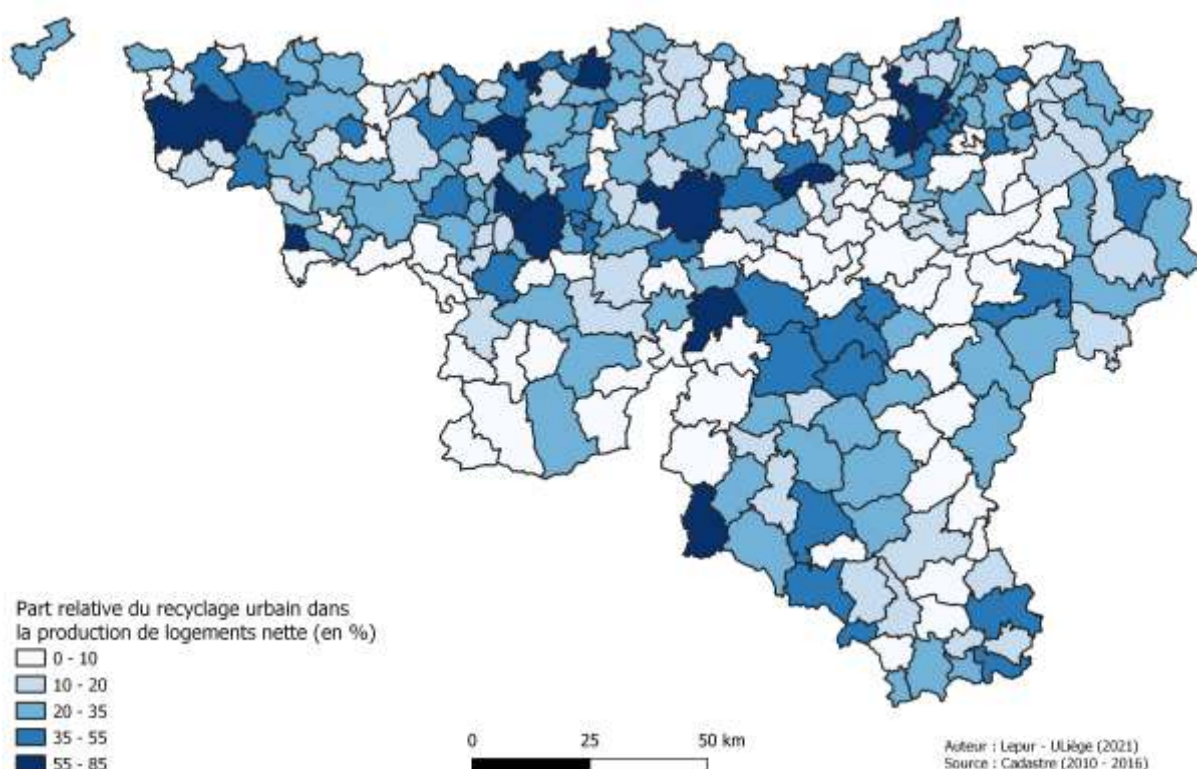 Part relative du recyclage urbain dans
la production de logements nette (en %)
0 - 10
10 - 20
20 - 35
35 - 55
55 - 85
0 25 50 km
Auteur : Lepur - ULiège (2021)
Source : Cadastre (2010 - 2016)